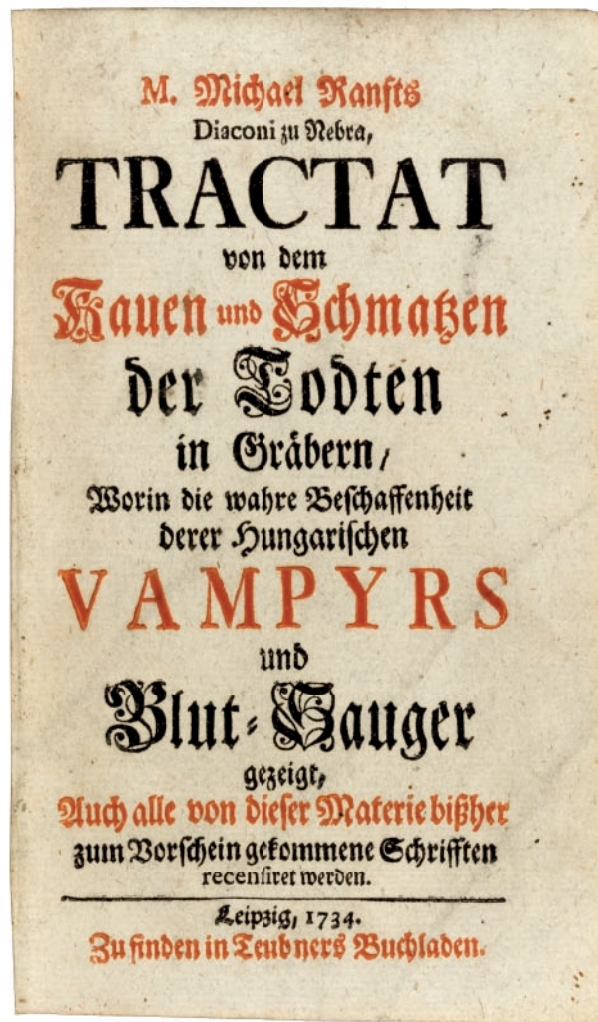 M. Michael Ranfts
Diaconi zu Nebra,
TRACTAT
von dem
Kauen und Schmatzen
der Todten
in Gräbern,
Worin die wahre Beschaffenheit
derer Hungarischen
VAMPYRS
und
Blut-Sauger
gezeigt,
Auch alle von dieser Materie bißher
zum Vorschein gekommene Schrifften
recensiret werden.
Leipzig, 1734.
Zu finden in Teubners Buchladen.